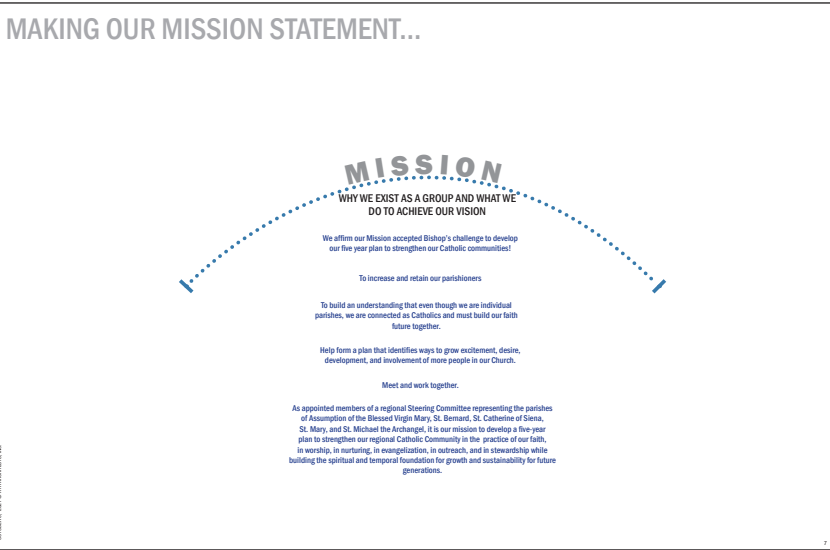 MAKING OUR MISSION STATEMENT...
MISSION
WHY WE EXIST AS A GROUP AND WHAT WE
DO TO ACHIEVE OUR VISION
We affirm our Mission accepted Bishop's challenge to develop
our five year plan to strengthen our Catholic communities!
To increase and retain our parishioners
To build an understanding that even though we are individual
parishes, we are connected as Catholics and must build our faith
future together.
Help form a plan that identifies ways to grow excitement, desire,
development, and involvement of more people in our Church.
Meet and work together.
As appointed members of a regional Steering Committee representing the parishes
of Assumption of the Blessed Virgin Mary, St. Bernard, St. Catherine of Siena,
St. Mary, and St. Michael the Archangel, it is our mission to develop a five-year
plan to strengthen our regional Catholic Community in the practice of our faith,
in worship, in nurturing, in evangelization, in outreach, and in stewardship while
building the spiritual and temporal foundation for growth and sustainability for future
generations.
7